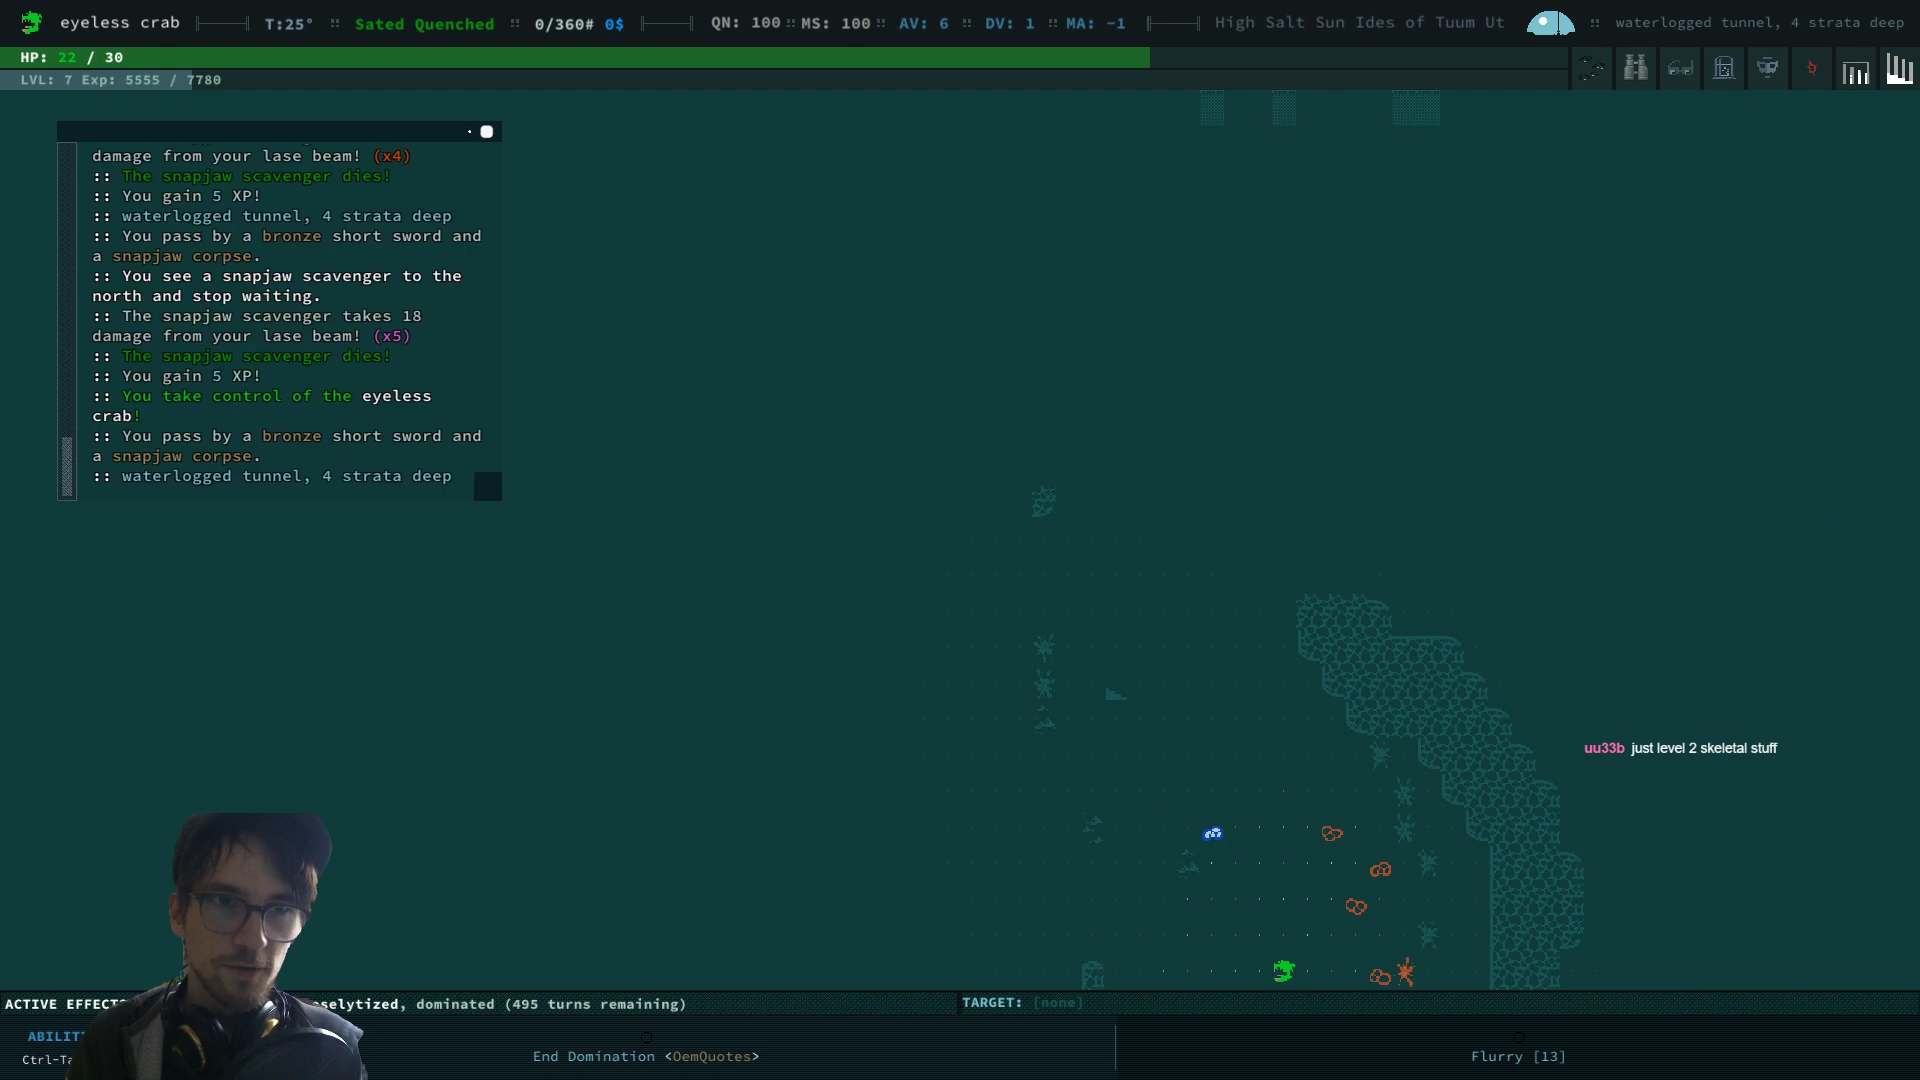 eyeless crab T:25° :: Sated Quenched :: 0/360# 0$ QN: 100 :: MS: 100 :: AV: 6 :: DV: 1 :: MA: -1 High Salt Sun Ides of Tuum Ut :: waterlogged tunnel, 4 strata deep
HP: 22 / 30
LVL: 7 Exp: 5555 / 7780
damage from your lase beam! (x4)
:: The snapjaw scavenger dies!
:: You gain 5 XP!
:: waterlogged tunnel, 4 strata deep
:: You pass by a bronze short sword and
a snapjaw corpse.
:: You see a snapjaw scavenger to the
north and stop waiting.
:: The snapjaw scavenger takes 18
damage from your lase beam! (x5)
:: The snapjaw scavenger dies!
:: You gain 5 XP!
:: You take control of the eyeless
crab!
:: You pass by a bronze short sword and
a snapjaw corpse.
:: waterlogged tunnel, 4 strata deep
uu33b just level 2 skeletal stuff
ACTIVE EFFECT oselytized, dominated (495 turns remaining) TARGET: [none]
ABILIT
Ctrl-Ta End Domination <OemQuotes> Flurry [13]